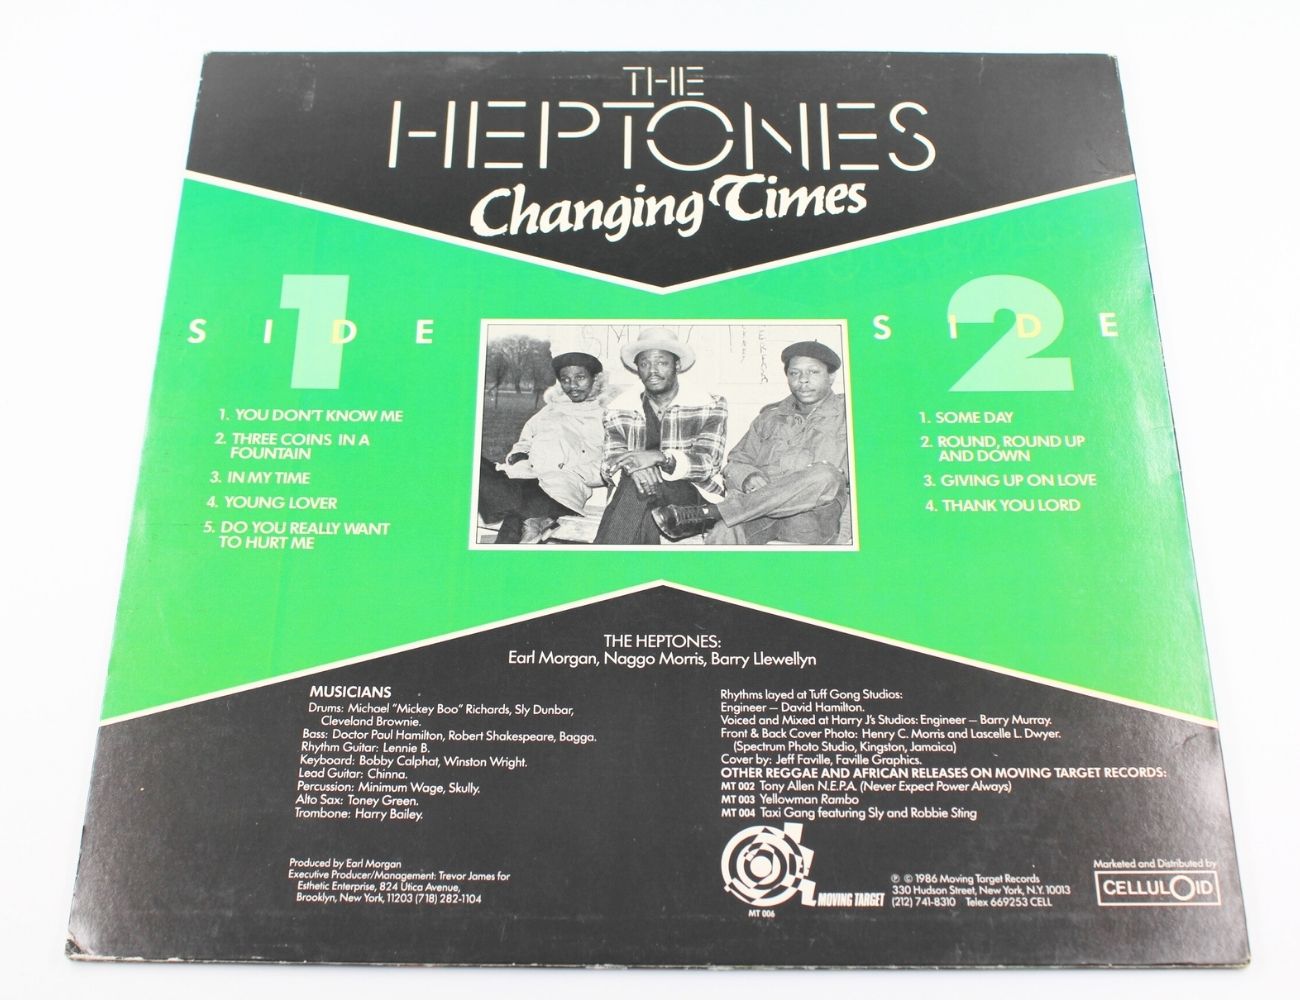 THE
HEPTONES
Changing Times
SIDE 1
1. YOU DON'T KNOW ME
2. THREE COINS IN A
FOUNTAIN
3. IN MY TIME
4. YOUNG LOVER
5. DO YOU REALLY WANT
TO HURT ME
SIDE 2
1. SOME DAY
2. ROUND, ROUND UP
AND DOWN
3. GIVING UP ON LOVE
4. THANK YOU LORD
THE HEPTONES:
Earl Morgan, Naggo Morris, Barry Llewellyn
MUSICIANS
Drums: Michael "Mickey Boo" Richards, Sly Dunbar,
Cleveland Brownie.
Bass: Doctor Paul Hamilton, Robert Shakespeare, Bagga.
Rhythm Guitar: Lennie B.
Keyboard: Bobby Calphat, Winston Wright.
Lead Guitar: Chinna.
Percussion: Minimum Wage, Skully.
Alto Sax: Toney Green.
Trombone: Harry Bailey.
Produced by Earl Morgan
Executive Producer/Management: Trevor James for
Esthetic Enterprise, 824 Utica Avenue,
Brooklyn, New York, 11203 (718) 282-1104
Rhythms layed at Tuff Gong Studios:
Engineer — David Hamilton.
Voiced and Mixed at Harry J's Studios: Engineer — Barry Murray.
Front & Back Cover Photo: Henry C. Morris and Lascelle L. Dwyer.
(Spectrum Photo Studio, Kingston, Jamaica)
Cover by: Jeff Faville, Faville Graphics.
OTHER REGGAE AND AFRICAN RELEASES ON MOVING TARGET RECORDS:
MT 002 Tony Allen N.E.P.A. (Never Expect Power Always)
MT 003 Yellowman Rambo
MT 004 Taxi Gang featuring Sly and Robbie Sting
MOVING TARGET
MT 006
℗ © 1986 Moving Target Records
330 Hudson Street, New York, N.Y. 10013
(212) 741-8310 Telex 669253 CELL
Marketed and Distributed by
CELLULOID